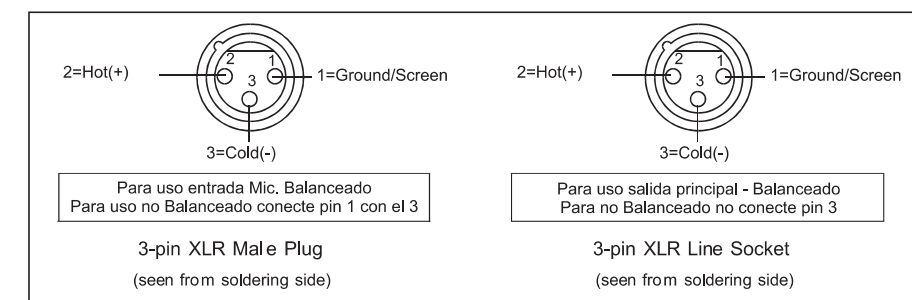 2
1
2=Hot(+)
3
1=Ground/Screen
3=Cold(-)
Para uso entrada Mic. Balanceado
Para uso no Balanceado conecte pin 1 con el 3
3-pin XLR Male Plug
(seen from soldering side)
2
1
2=Hot(+)
3
1=Ground/Screen
3=Cold(-)
Para uso salida principal - Balanceado
Para no Balanceado no conecte pin 3
3-pin XLR Line Socket
(seen from soldering side)